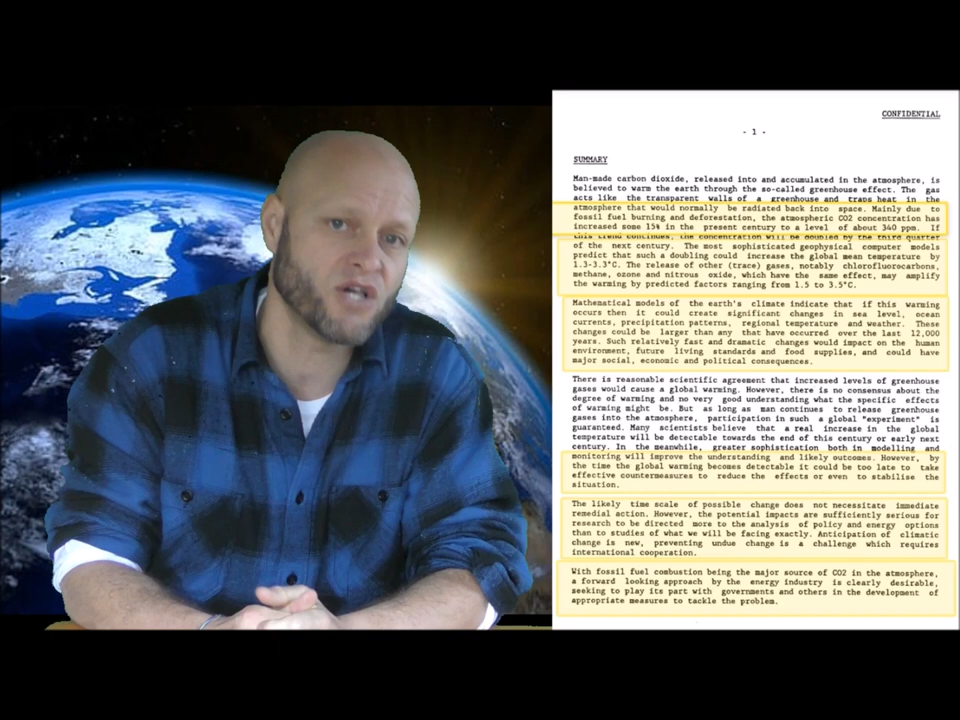 CONFIDENTIAL
- 1 -
SUMMARY
Man-made carbon dioxide, released into and accumulated in the atmosphere, is
believed to warm the earth through the so-called greenhouse effect. The gas
acts like the transparent walls of a greenhouse and traps heat in the
atmosphere that would normally be radiated back into space. Mainly due to
fossil fuel burning and deforestation, the atmospheric CO2 concentration has
increased some 15% in the present century to a level of about 340 ppm. If
this trend continues, the concentration will be doubled by the third quarter
of the next century. The most sophisticated geophysical computer models
predict that such a doubling could increase the global mean temperature by
1.3-3.3°C. The release of other (trace) gases, notably chlorofluorocarbons,
methane, ozone and nitrous oxide, which have the same effect, may amplify
the warming by predicted factors ranging from 1.5 to 3.5°C.
Mathematical models of the earth's climate indicate that if this warming
occurs then it could create significant changes in sea level, ocean
currents, precipitation patterns, regional temperature and weather. These
changes could be larger than any that have occurred over the last 12,000
years. Such relatively fast and dramatic changes would impact on the human
environment, future living standards and food supplies, and could have
major social, economic and political consequences.
There is reasonable scientific agreement that increased levels of greenhouse
gases would cause a global warming. However, there is no consensus about the
degree of warming and no very good understanding what the specific effects
of warming might be. But as long as man continues to release greenhouse
gases into the atmosphere, participation in such a global "experiment" is
guaranteed. Many scientists believe that a real increase in the global
temperature will be detectable towards the end of this century or early next
century. In the meanwhile, greater sophistication both in modelling and
monitoring will improve the understanding and likely outcomes. However, by
the time the global warming becomes detectable it could be too late to take
effective countermeasures to reduce the effects or even to stabilise the
situation.
The likely time scale of possible change does not necessitate immediate
remedial action. However, the potential impacts are sufficiently serious for
research to be directed more to the analysis of policy and energy options
than to studies of what we will be facing exactly. Anticipation of climatic
change is new, preventing undue change is a challenge which requires
international cooperation.
With fossil fuel combustion being the major source of CO2 in the atmosphere,
a forward looking approach by the energy industry is clearly desirable,
seeking to play its part with governments and others in the development of
appropriate measures to tackle the problem.